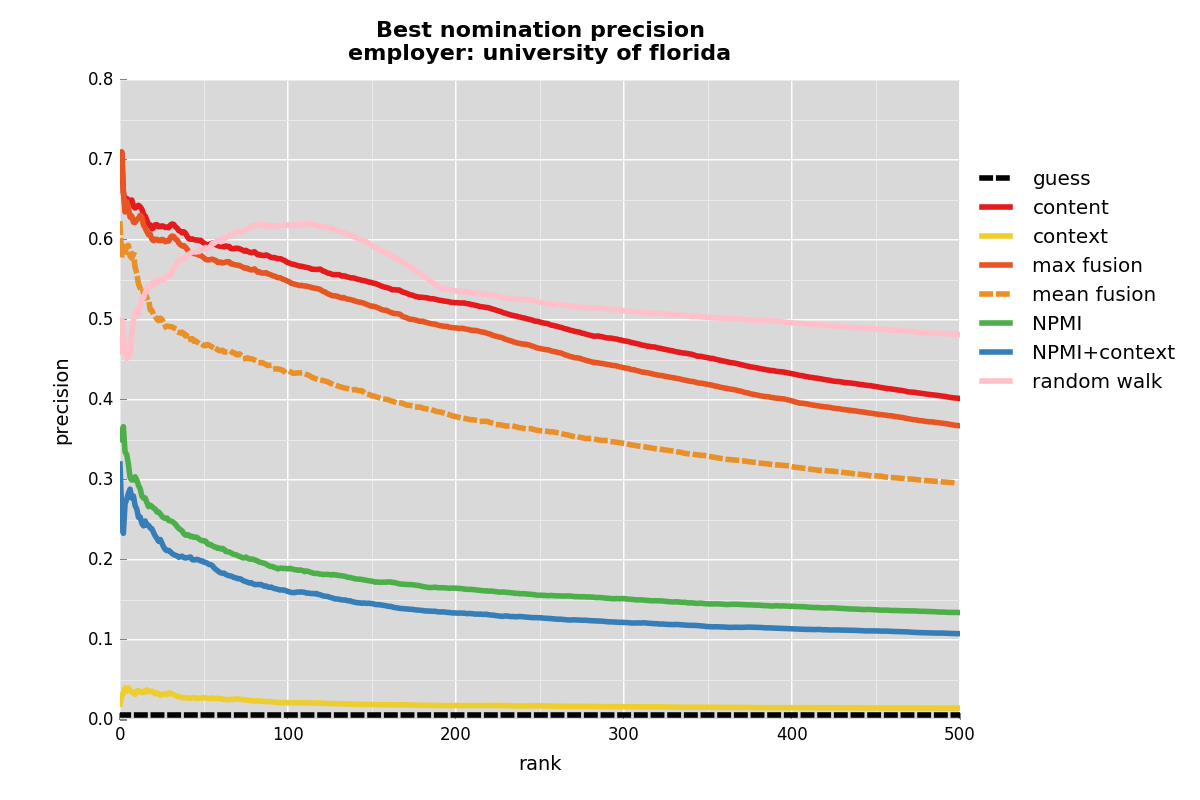 Best nomination precision
employer: university of florida
precision
0.8
0.7
0.6
0.5
0.4
0.3
0.2
0.1
0.0
0 100 200 300 400 500
rank
guess
content
context
max fusion
mean fusion
NPMI
NPMI+context
random walk